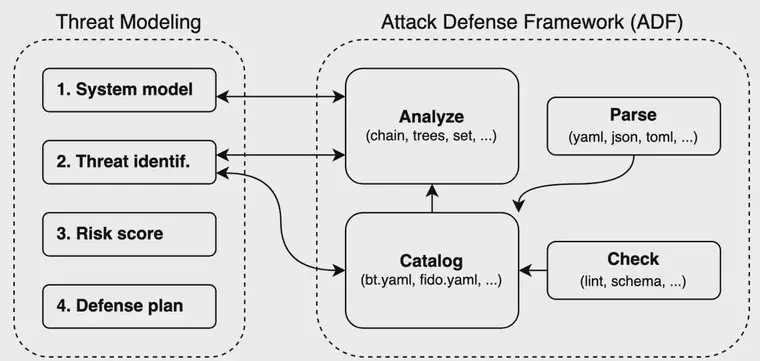 Threat Modeling
1. System model
2. Threat identif.
3. Risk score
4. Defense plan
Attack Defense Framework (ADF)
Analyze
(chain, trees, set, ...)
Parse
(yaml, json, toml, ...)
Catalog
(bt.yaml, fido.yaml, ...)
Check
(lint, schema, ...)